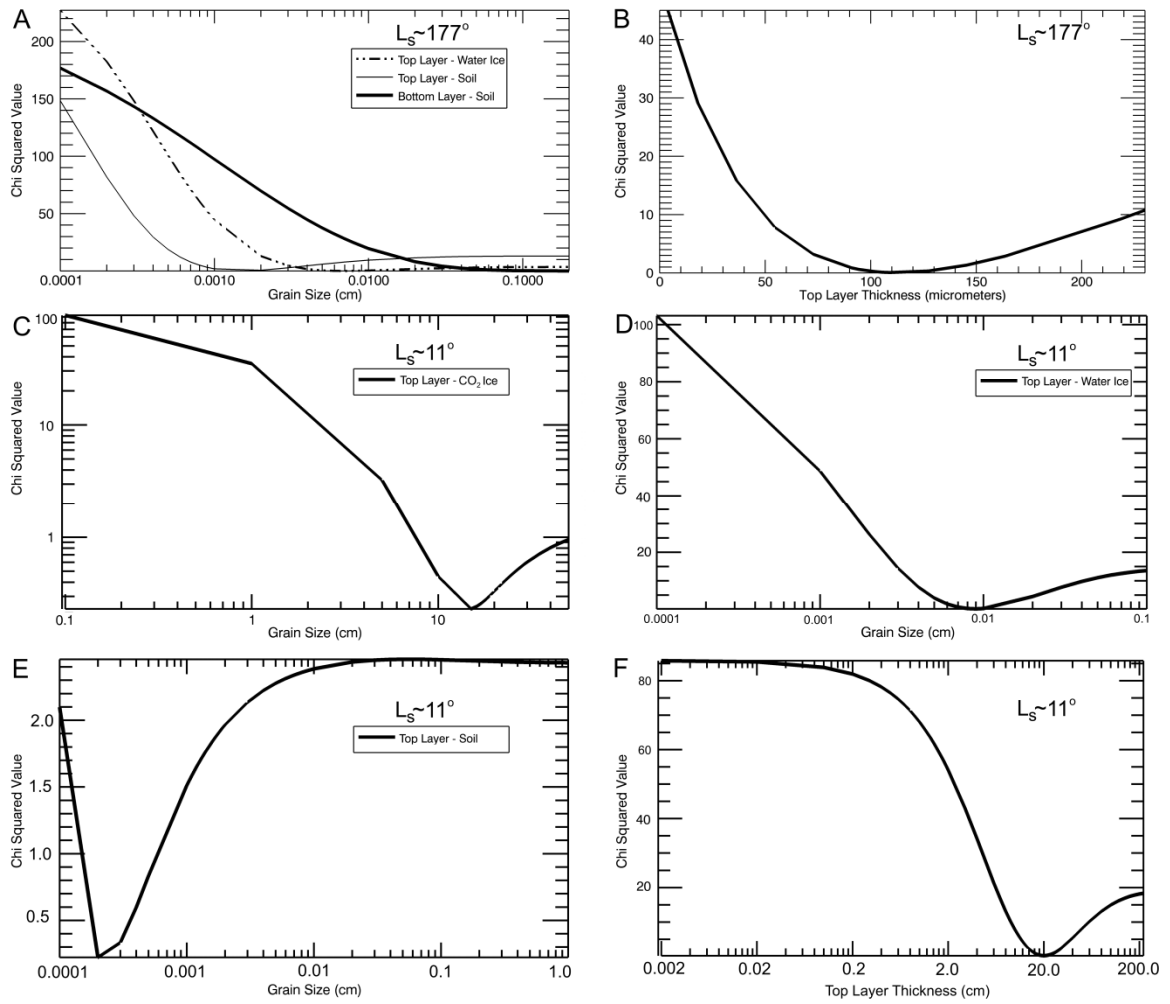 A
Lₛ~177°
Top Layer - Water Ice
Top Layer - Soil
Bottom Layer - Soil
200
150
100
50
Chi Squared Value
0.0001
0.0010
0.0100
0.1000
Grain Size (cm)
B
Lₛ~177°
40
30
20
10
0
Chi Squared Value
0
50
100
150
200
Top Layer Thickness (micrometers)
C
Lₛ~11°
Top Layer - CO₂ Ice
100
10
1
Chi Squared Value
0.1
1
10
Grain Size (cm)
D
Lₛ~11°
Top Layer - Water Ice
100
80
60
40
20
Chi Squared Value
0.0001
0.001
0.01
0.1
Grain Size (cm)
E
Lₛ~11°
Top Layer - Soil
2.0
1.5
1.0
0.5
Chi Squared Value
0.0001
0.001
0.01
0.1
1.0
Grain Size (cm)
F
Lₛ~11°
80
60
40
20
Chi Squared Value
0.002
0.02
0.2
2.0
20.0
200.0
Top Layer Thickness (cm)